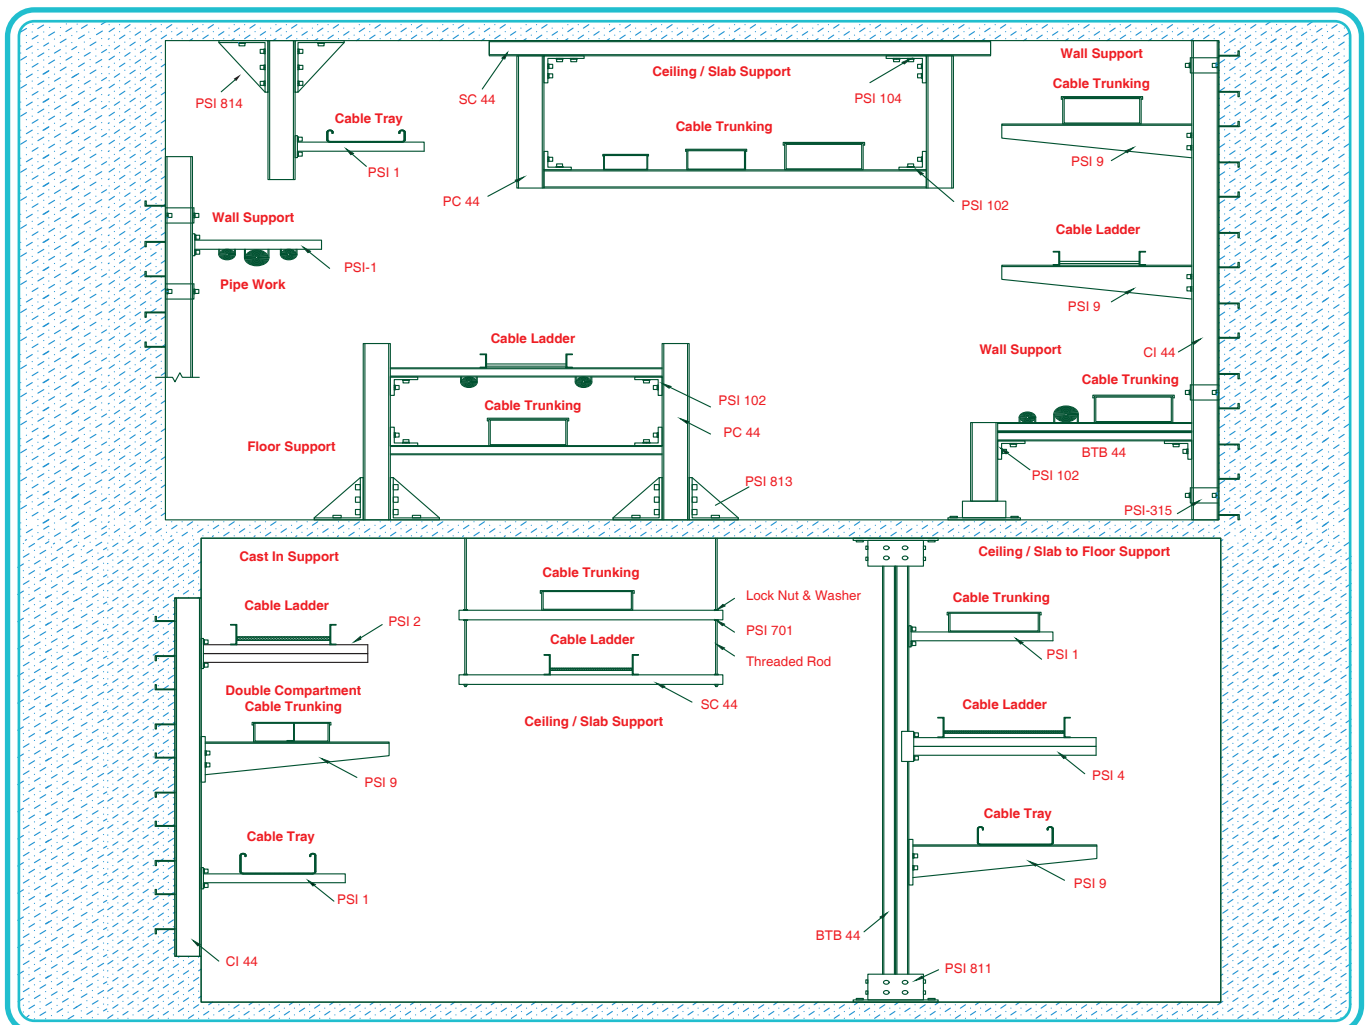 PSI 814
Cable Tray
PSI 1
SC 44
Ceiling / Slab Support
PSI 104
Cable Trunking
PC 44
PSI 102
Wall Support
Cable Trunking
PSI 9
Wall Support
PSI-1
Pipe Work
Cable Ladder
PSI 9
CI 44
Cable Ladder
PSI 102
Cable Trunking
PC 44
Floor Support
PSI 813
Wall Support
Cable Trunking
BTB 44
PSI 102
PSI-315
Cast In Support
Cable Ladder
PSI 2
Double Compartment
Cable Trunking
PSI 9
Cable Tray
PSI 1
CI 44
Cable Trunking
Lock Nut & Washer
PSI 701
Cable Ladder
Threaded Rod
SC 44
Ceiling / Slab Support
Ceiling / Slab to Floor Support
Cable Trunking
PSI 1
Cable Ladder
PSI 4
Cable Tray
PSI 9
BTB 44
PSI 811